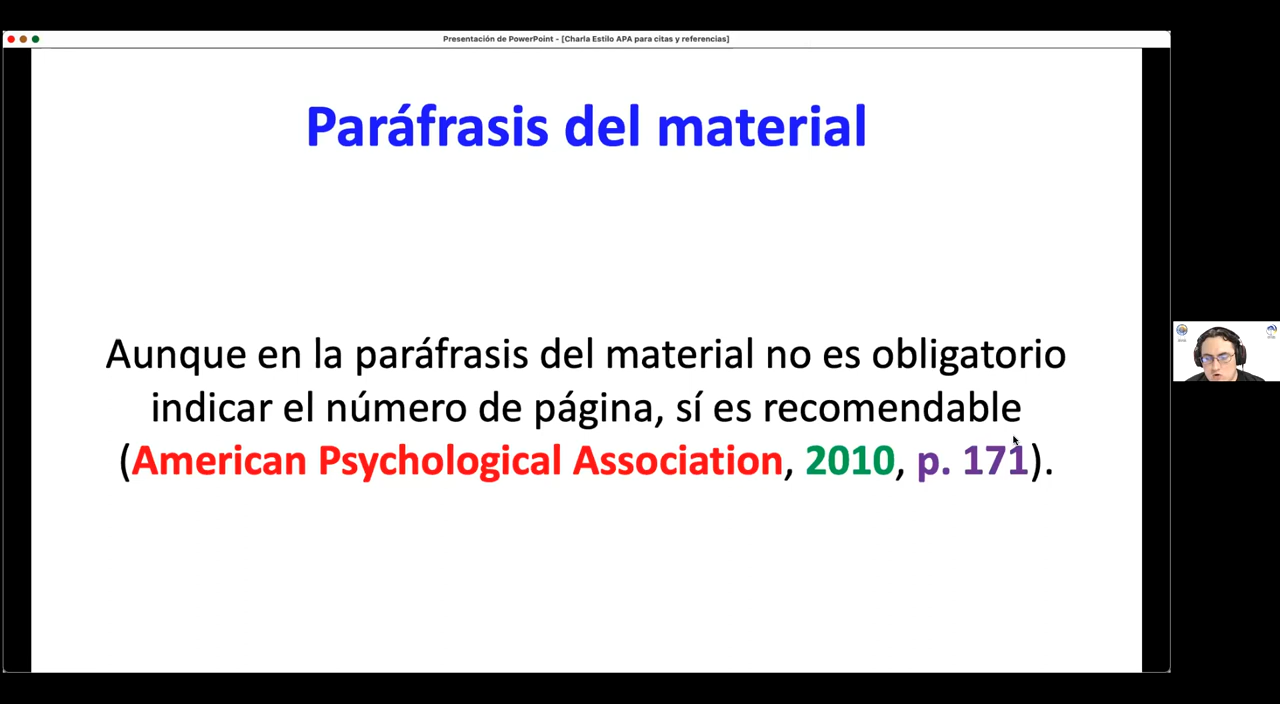 Presentación de PowerPoint - [Charla Estilo APA para citas y referencias]
Paráfrasis del material
Aunque en la paráfrasis del material no es obligatorio
indicar el número de página, sí es recomendable
(American Psychological Association, 2010, p. 171).